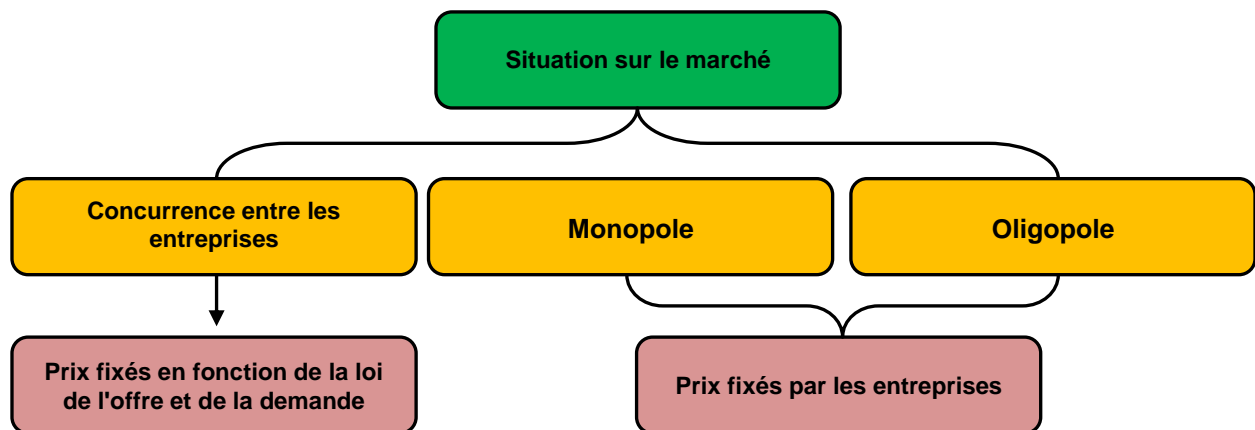 Situation sur le marché
Concurrence entre les
entreprises
Monopole
Oligopole
Prix fixés en fonction de la loi
de l'offre et de la demande
Prix fixés par les entreprises